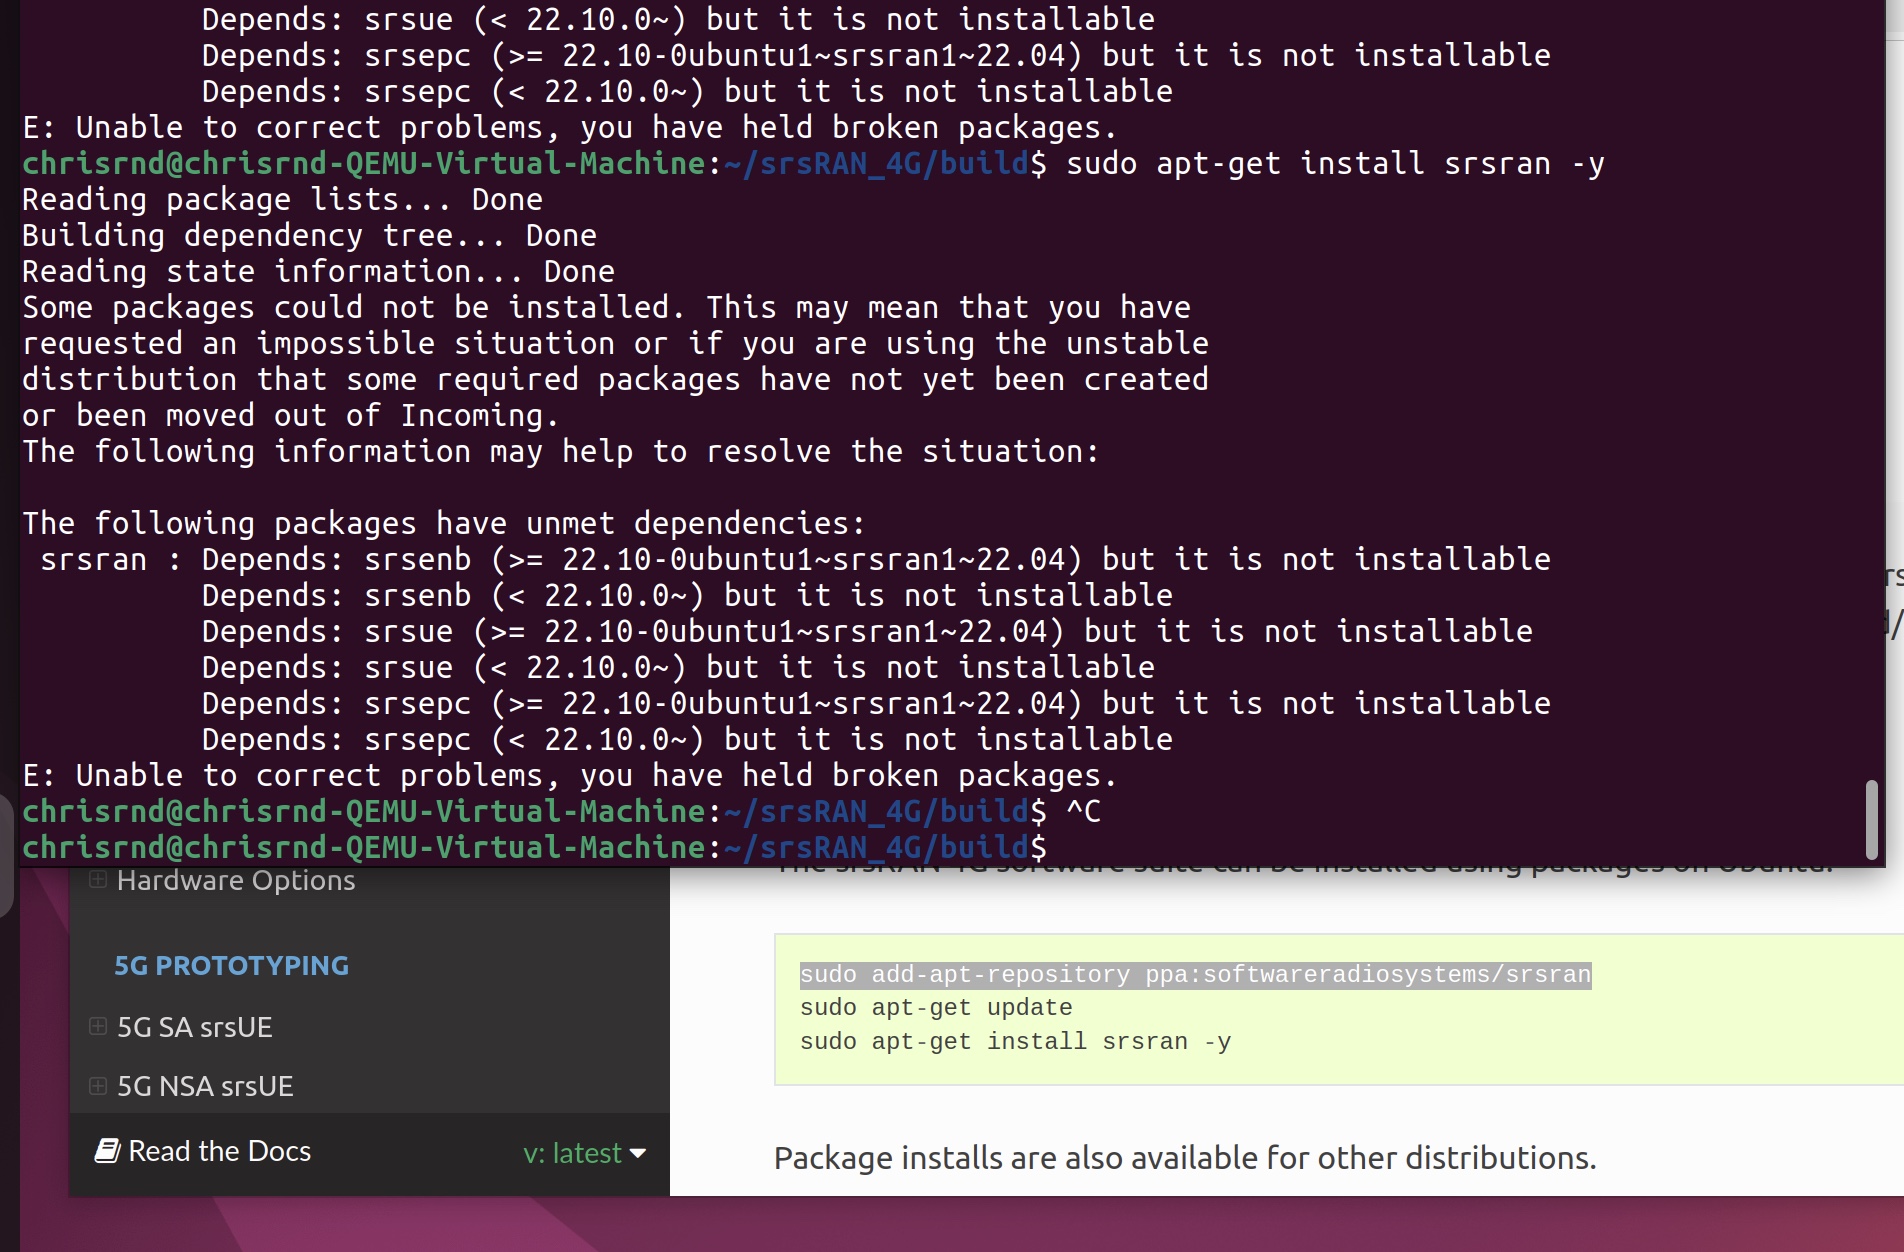 Depends: srsue (< 22.10.0~) but it is not installable
Depends: srsepc (>= 22.10-0ubuntu1~srsran1~22.04) but it is not installable
Depends: srsepc (< 22.10.0~) but it is not installable
E: Unable to correct problems, you have held broken packages.
chrisrnd@chrisrnd-QEMU-Virtual-Machine:~/srsRAN_4G/build$ sudo apt-get install srsran -y
Reading package lists... Done
Building dependency tree... Done
Reading state information... Done
Some packages could not be installed. This may mean that you have
requested an impossible situation or if you are using the unstable
distribution that some required packages have not yet been created
or been moved out of Incoming.
The following information may help to resolve the situation:
The following packages have unmet dependencies:
srsran : Depends: srsenb (>= 22.10-0ubuntu1~srsran1~22.04) but it is not installable
Depends: srsenb (< 22.10.0~) but it is not installable
Depends: srsue (>= 22.10-0ubuntu1~srsran1~22.04) but it is not installable
Depends: srsue (< 22.10.0~) but it is not installable
Depends: srsepc (>= 22.10-0ubuntu1~srsran1~22.04) but it is not installable
Depends: srsepc (< 22.10.0~) but it is not installable
E: Unable to correct problems, you have held broken packages.
chrisrnd@chrisrnd-QEMU-Virtual-Machine:~/srsRAN_4G/build$ ^C
chrisrnd@chrisrnd-QEMU-Virtual-Machine:~/srsRAN_4G/build$
Hardware Options
5G PROTOTYPING
5G SA srsUE
5G NSA srsUE
Read the Docs
v: latest
The srsRAN 4G software suite can be installed using packages on Ubuntu:
sudo add-apt-repository ppa:softwareradiosystems/srsran
sudo apt-get update
sudo apt-get install srsran -y
Package installs are also available for other distributions.